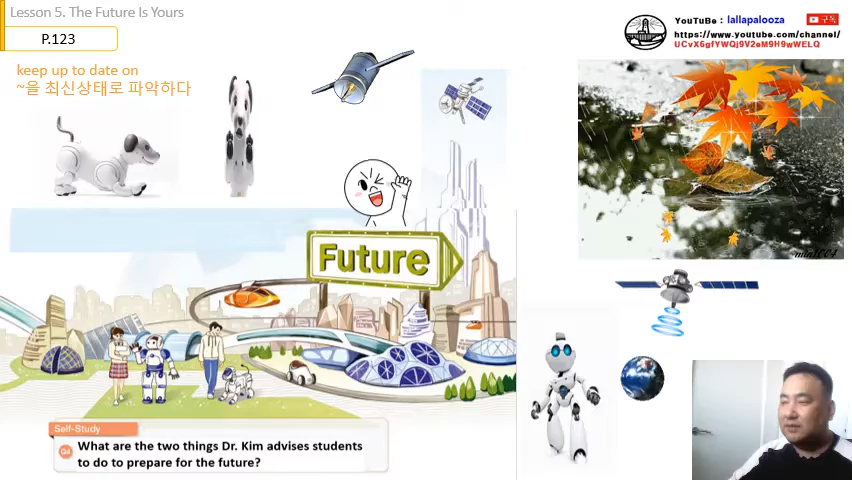 Lesson 5. The Future Is Yours
P.123
keep up to date on
~을 최신상태로 파악하다
YouTuBe : lallapalooza
구독
https://www.youtube.com/channel/
UCvX6gfYWQj9V2eM9H9wWELQ
Future
Self-Study
Q4
What are the two things Dr. Kim advises students
to do to prepare for the future?